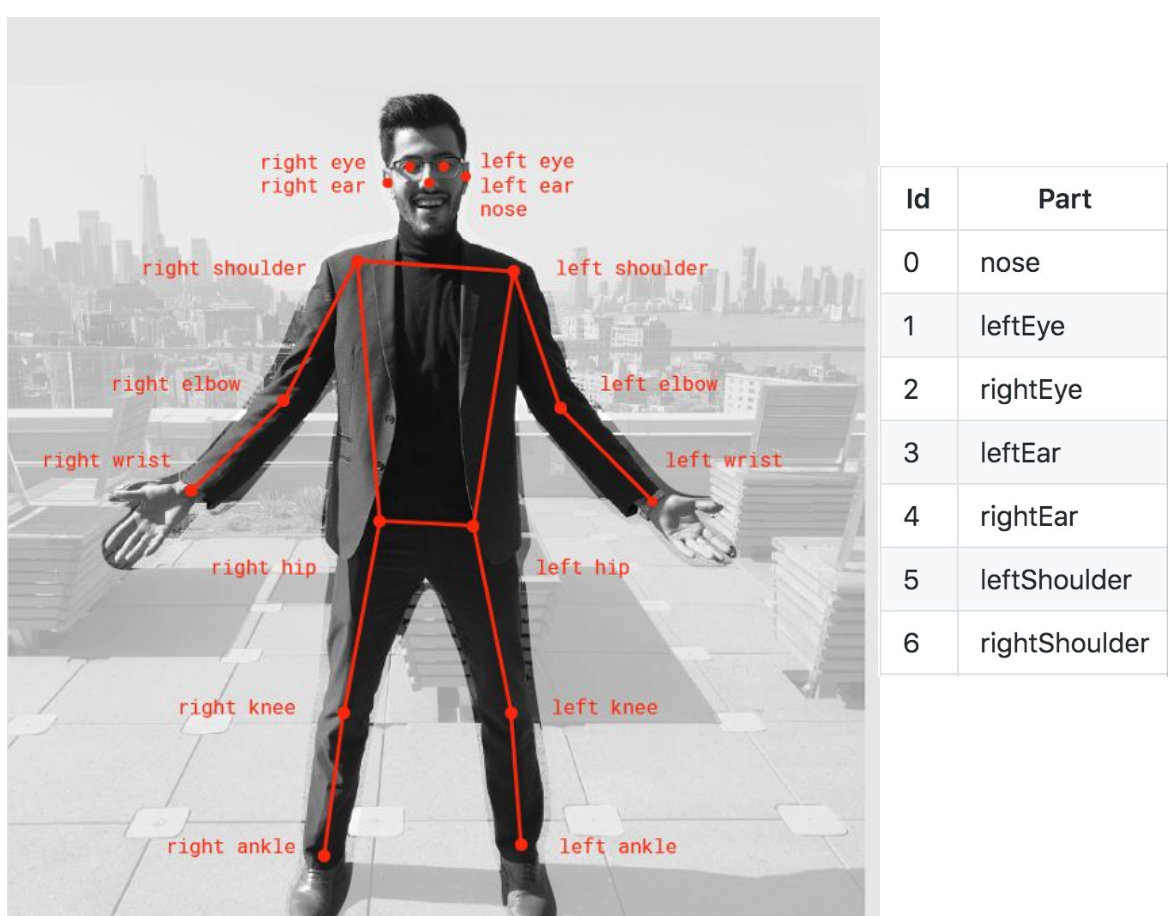 right eye
left eye
right ear
left ear
nose
right shoulder
left shoulder
right elbow
left elbow
right wrist
left wrist
right hip
left hip
right knee
left knee
right ankle
left ankle
Id Part
0 nose
1 leftEye
2 rightEye
3 leftEar
4 rightEar
5 leftShoulder
6 rightShoulder